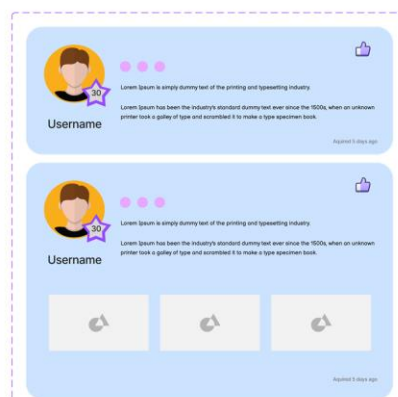 30
Username
Lorem Ipsum is simply dummy text of the printing and typesetting industry.
Lorem Ipsum has been the industry's standard dummy text ever since the 1500s, when an unknown
printer took a galley of type and scrambled it to make a type specimen book.
5 days ago
30
Username
Lorem Ipsum is simply dummy text of the printing and typesetting industry.
Lorem Ipsum has been the industry's standard dummy text ever since the 1500s, when an unknown
printer took a galley of type and scrambled it to make a type specimen book.
5 days ago